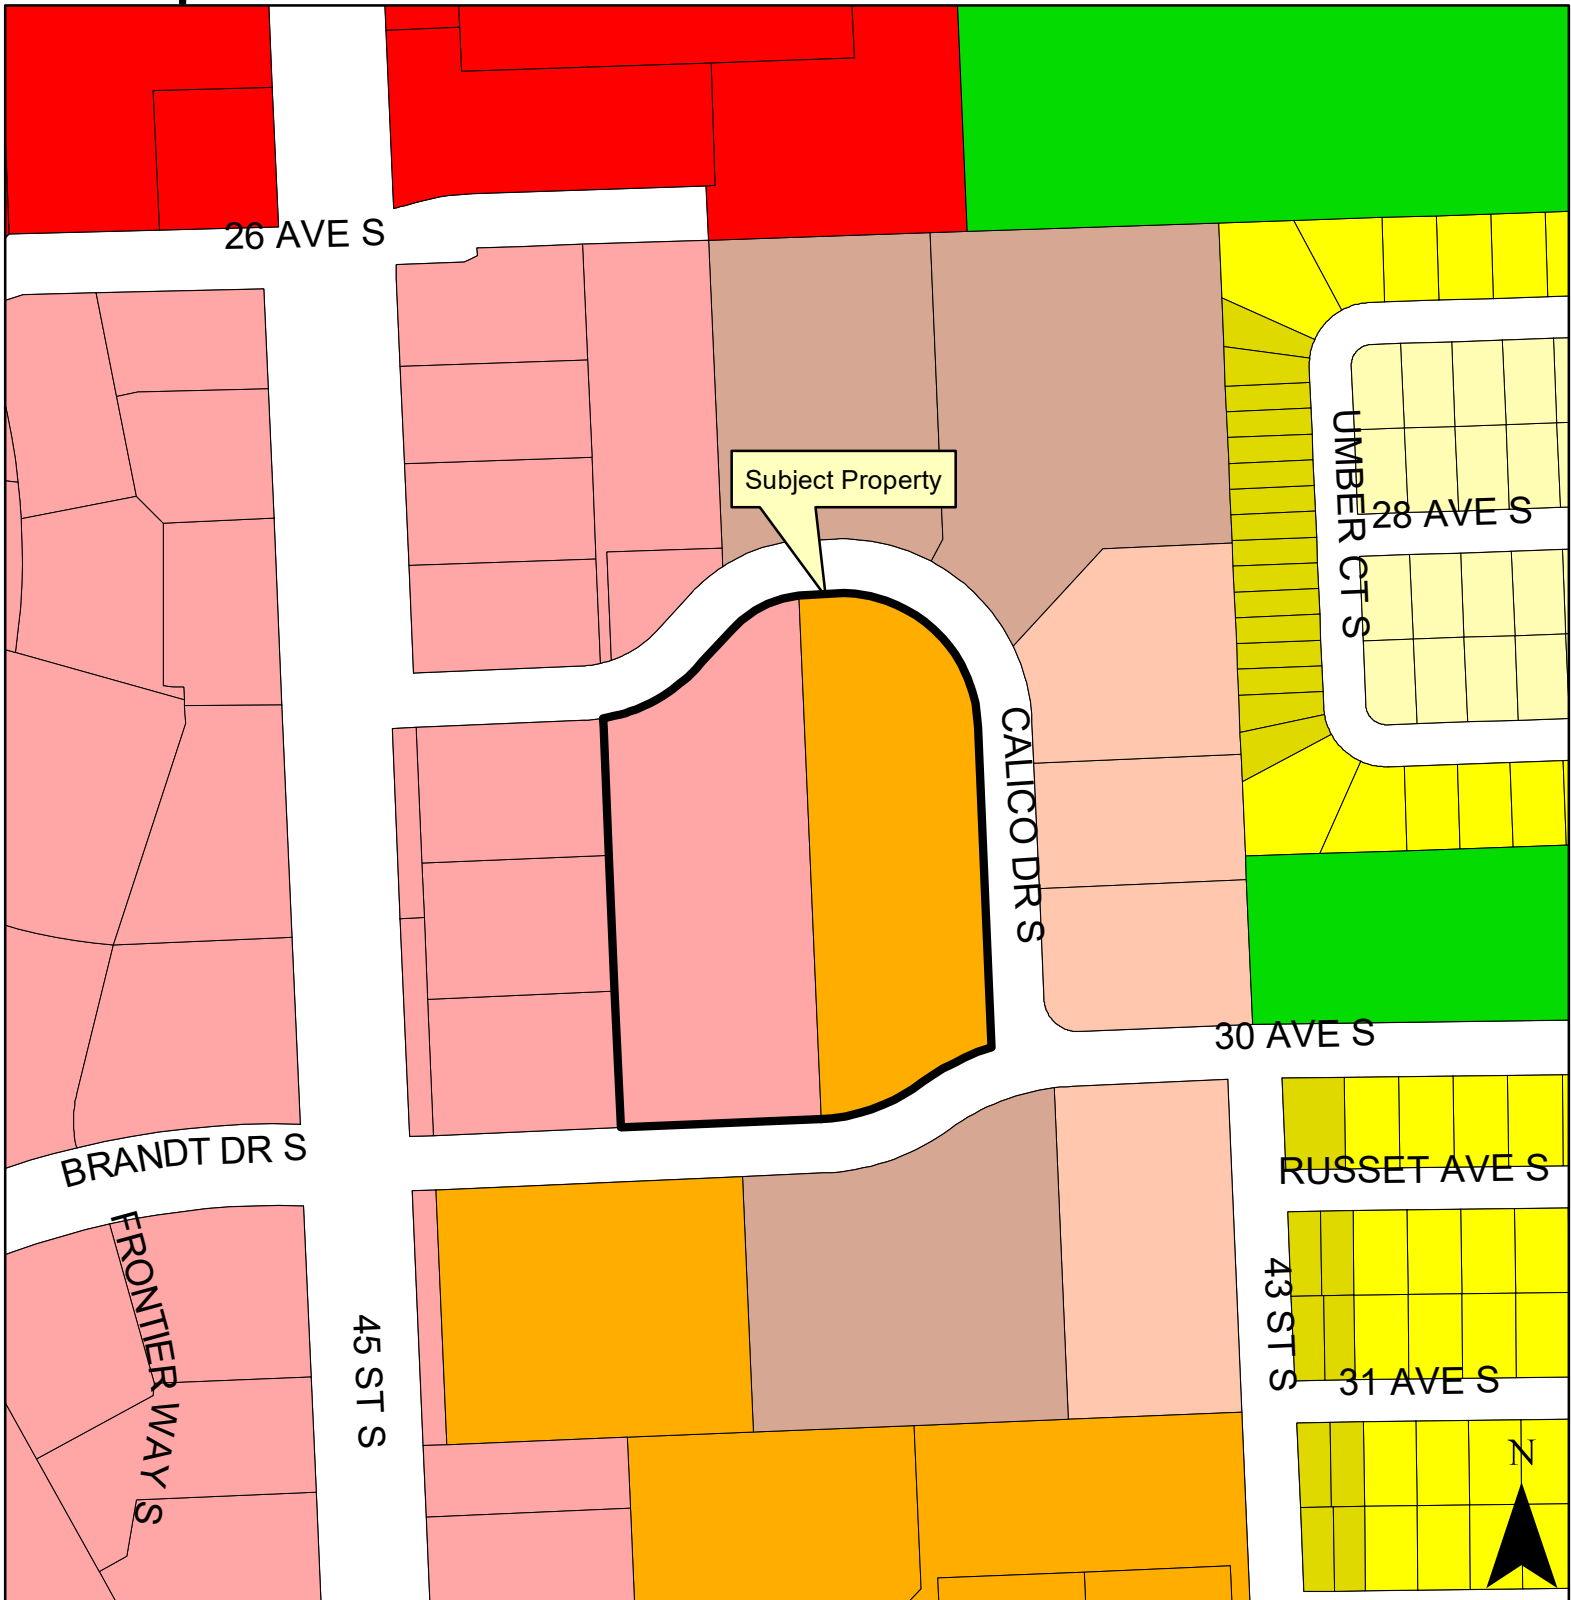 26 AVE S
Subject Property
UMBER CT S
28 AVE S
CALICO DR S
30 AVE S
BRANDT DR S
RUSSET AVE S
FRONTIER WAY S
45 ST S
43 ST S
31 AVE S
N